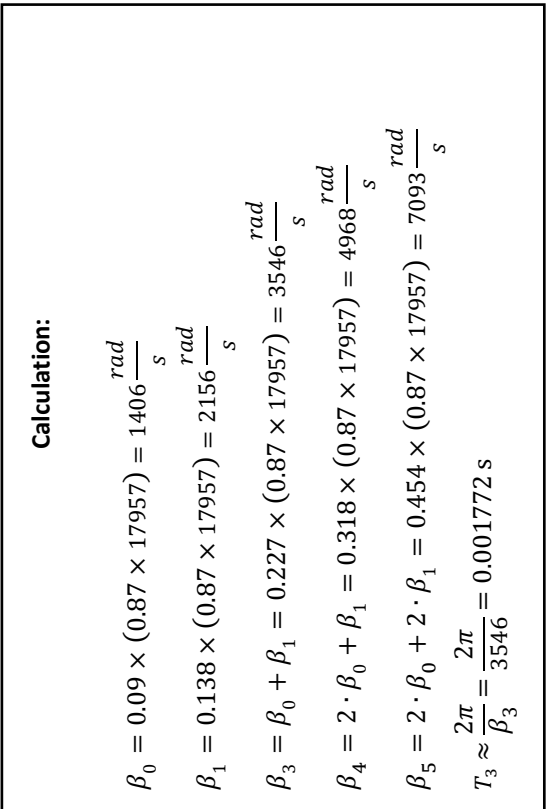 Calculation:
β₀ = 0.09 × (0.87 × 17957) = 1406 rad/s
β₁ = 0.138 × (0.87 × 17957) = 2156 rad/s
β₃ = β₀ + β₁ = 0.227 × (0.87 × 17957) = 3546 rad/s
β₄ = 2 · β₀ + β₁ = 0.318 × (0.87 × 17957) = 4968 rad/s
β₅ = 2 · β₀ + 2 · β₁ = 0.454 × (0.87 × 17957) = 7093 rad/s
T₃ ≈ 2π/β₃ = 2π/3546 = 0.001772 s